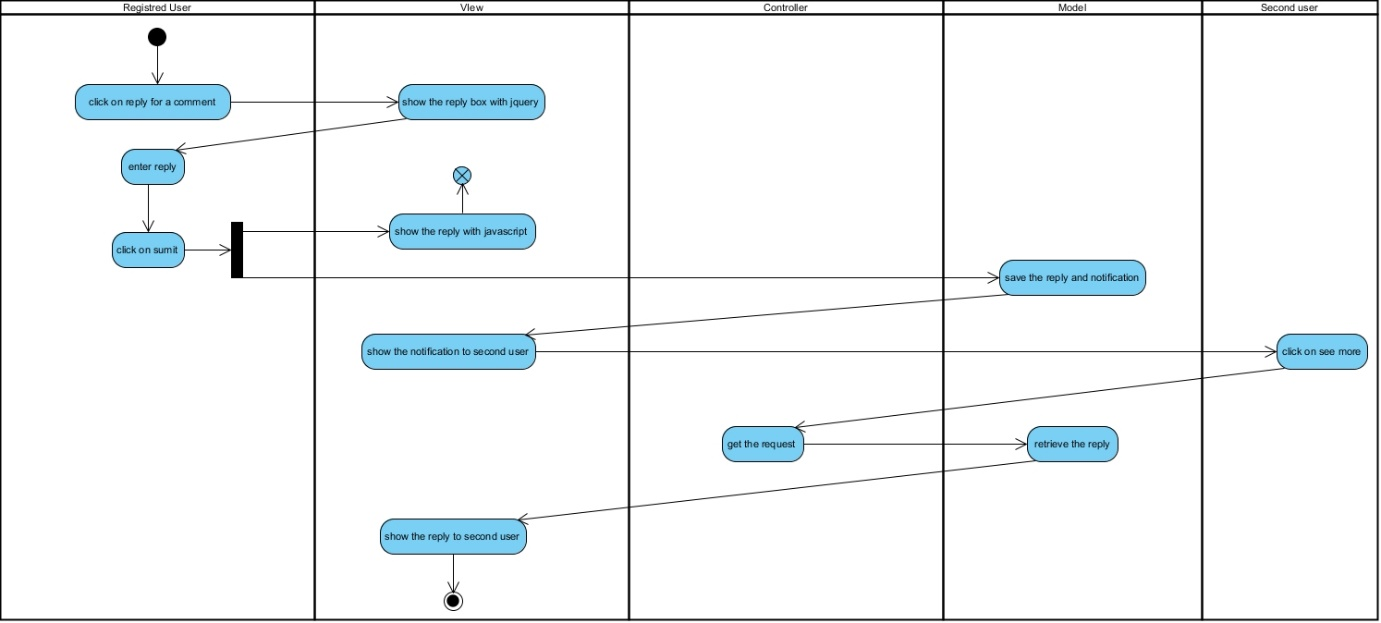 Registred User
VIew
Controller
Model
Second user
click on reply for a comment
show the reply box with jquery
enter reply
click on sumit
show the reply with javascript
save the reply and notification
show the notification to second user
click on see more
get the request
retrieve the reply
show the reply to second user